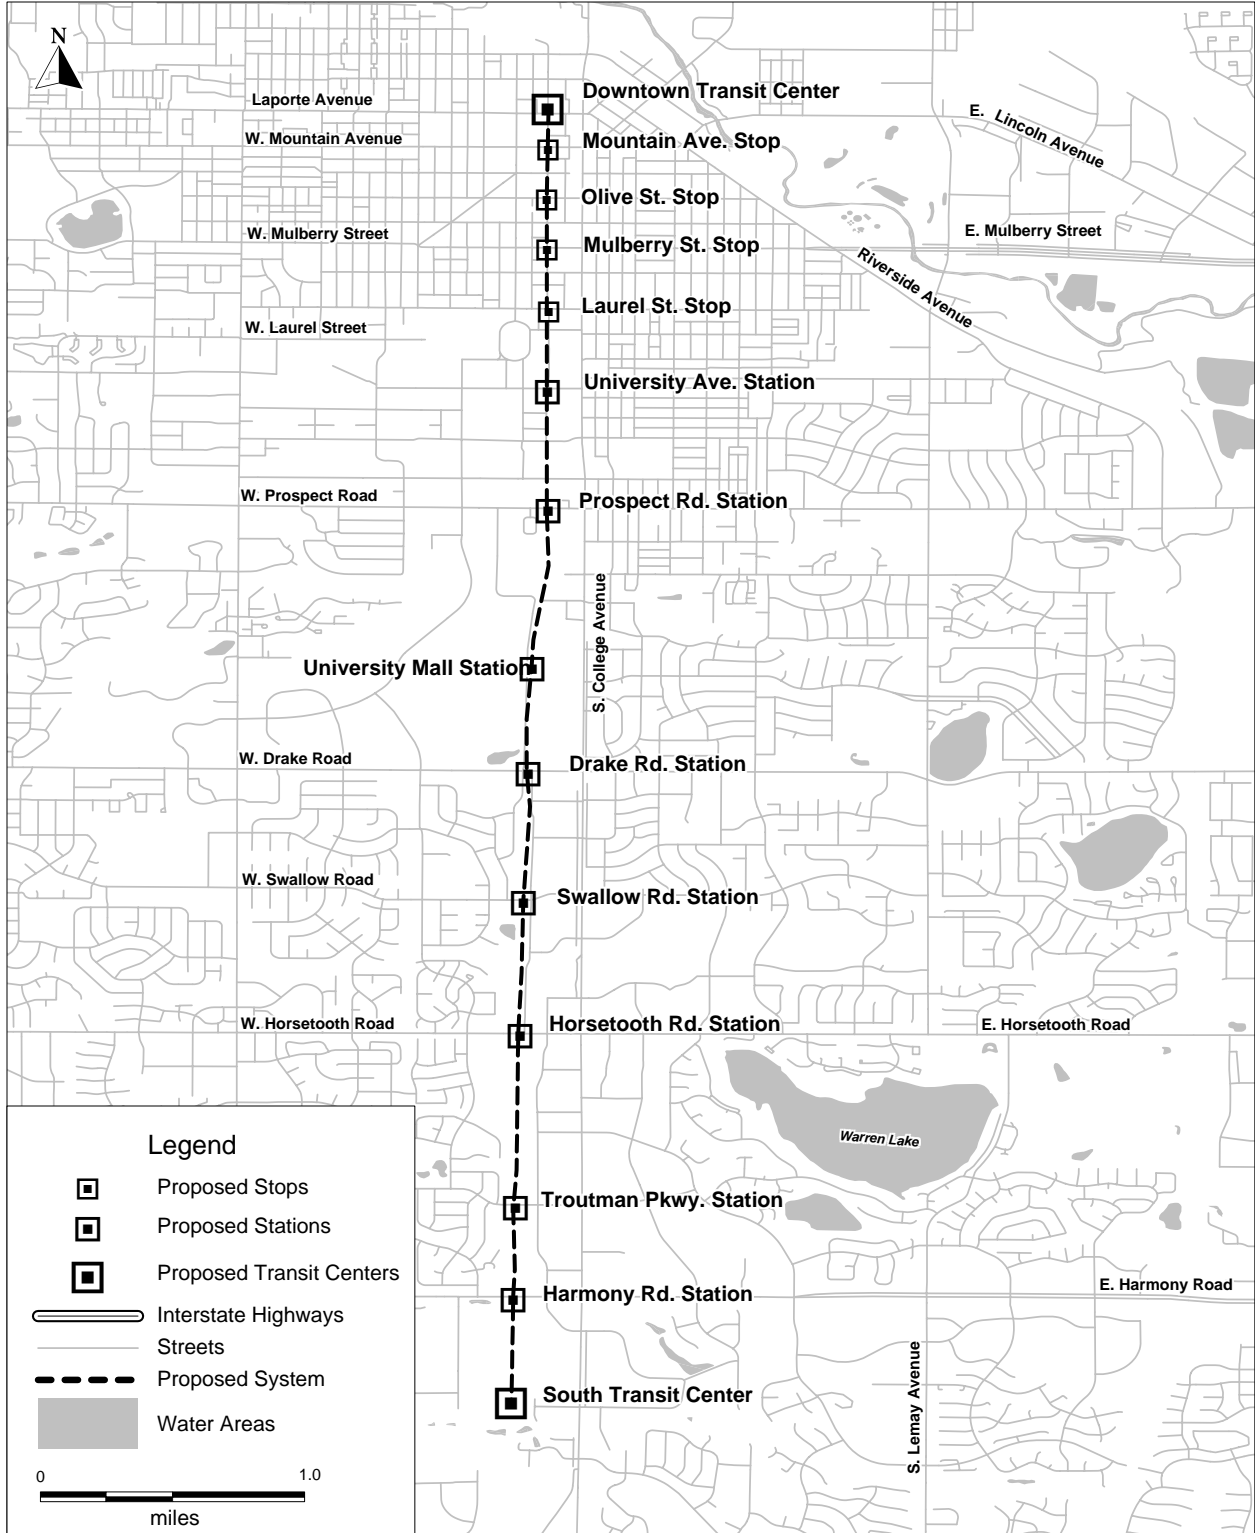 N
Laporte Avenue
Downtown Transit Center
W. Mountain Avenue
Mountain Ave. Stop
E. Lincoln Avenue
Olive St. Stop
W. Mulberry Street
Mulberry St. Stop
E. Mulberry Street
Riverside Avenue
Laurel St. Stop
W. Laurel Street
University Ave. Station
W. Prospect Road
Prospect Rd. Station
S. College Avenue
University Mall Station
W. Drake Road
Drake Rd. Station
W. Swallow Road
Swallow Rd. Station
W. Horsetooth Road
Horsetooth Rd. Station
E. Horsetooth Road
Warren Lake
Troutman Pkwy. Station
Harmony Rd. Station
E. Harmony Road
South Transit Center
S. Lemay Avenue
Legend
Proposed Stops
Proposed Stations
Proposed Transit Centers
Interstate Highways
Streets
Proposed System
Water Areas
0 1.0
miles